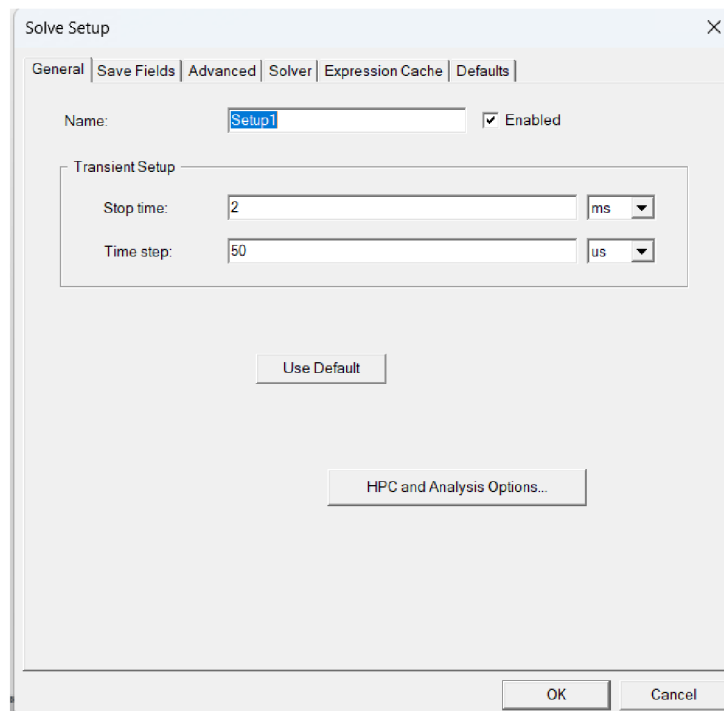 Solve Setup
General Save Fields Advanced Solver Expression Cache Defaults
Name: Setup1 Enabled
Transient Setup
Stop time: 2 ms
Time step: 50 us
Use Default
HPC and Analysis Options...
OK Cancel